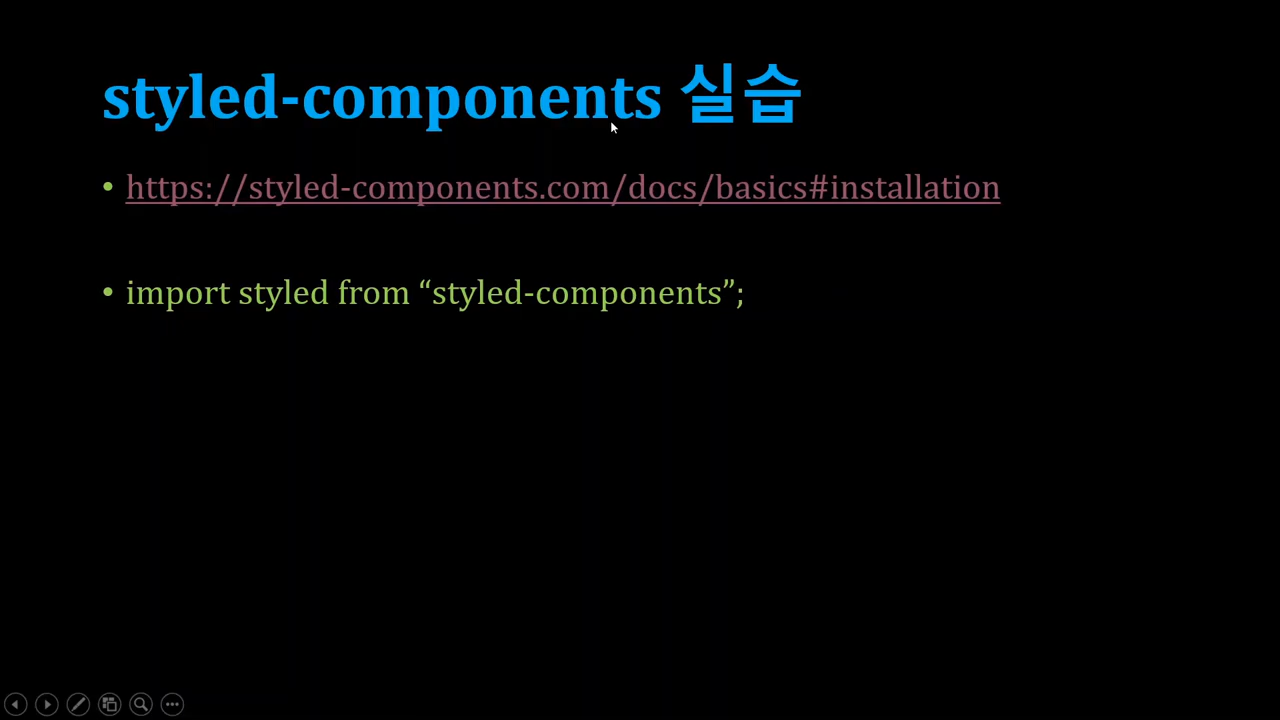 styled-components 실습
• https://styled-components.com/docs/basics#installation
• import styled from “styled-components”;